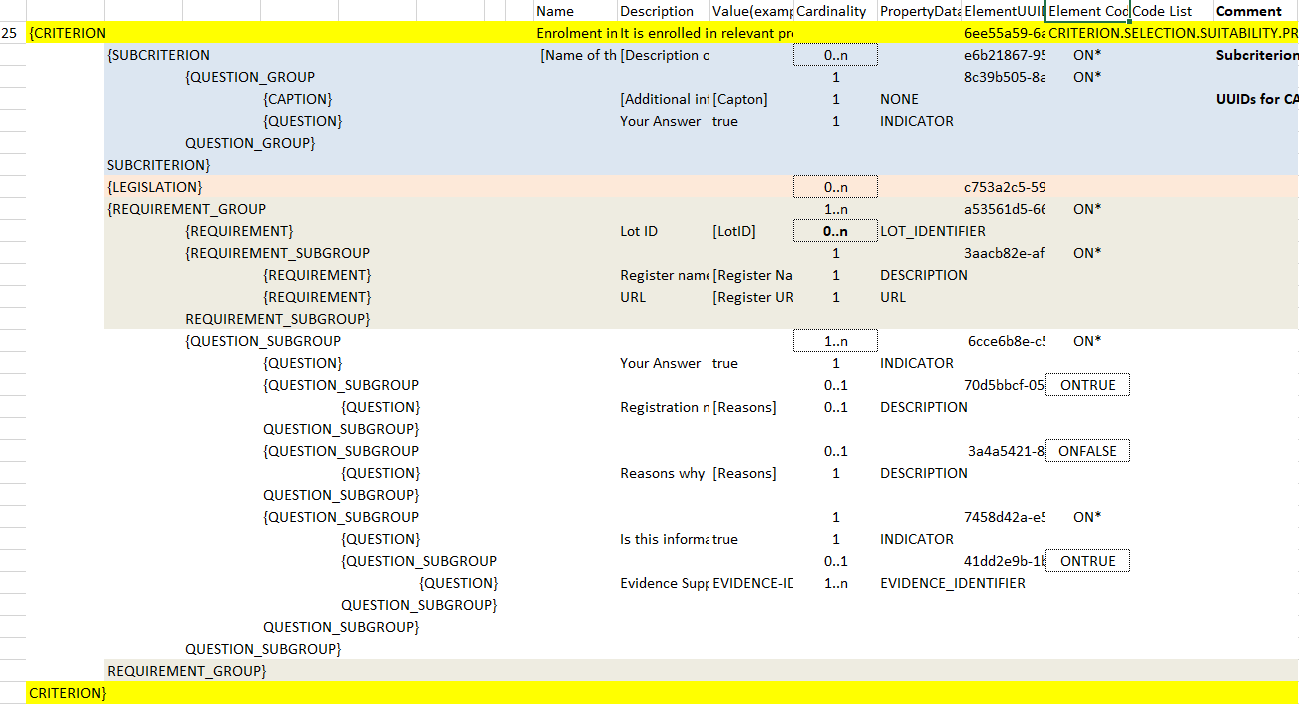 Name Description Value(examp Cardinality PropertyData ElementUUI Element Cod Code List Comment
25 {CRITERION Enrolment in It is enrolled in relevant pro 6ee55a59-6a CRITERION.SELECTION.SUITABILITY.PR
{SUBCRITERION [Name of th [Description o 0..n e6b21867-95 ON* Subcriterion
{QUESTION_GROUP 1 8c39b505-8a ON*
{CAPTION} [Additional inf [Capton] 1 NONE UUIDs for CA
{QUESTION} Your Answer true 1 INDICATOR
QUESTION_GROUP}
SUBCRITERION}
{LEGISLATION} 0..n c753a2c5-59
{REQUIREMENT_GROUP 1..n a53561d5-66 ON*
{REQUIREMENT} Lot ID [LotID] 0..n LOT_IDENTIFIER
{REQUIREMENT_SUBGROUP 1 3aacb82e-af ON*
{REQUIREMENT} Register name [Register Na 1 DESCRIPTION
{REQUIREMENT} URL [Register UR 1 URL
REQUIREMENT_SUBGROUP}
{QUESTION_SUBGROUP 1..n 6cce6b8e-c5 ON*
{QUESTION} Your Answer true 1 INDICATOR
{QUESTION_SUBGROUP 0..1 70d5bbcf-05 ONTRUE
{QUESTION} Registration n [Reasons] 0..1 DESCRIPTION
QUESTION_SUBGROUP}
{QUESTION_SUBGROUP 0..1 3a4a5421-8 ONFALSE
{QUESTION} Reasons why [Reasons] 1 DESCRIPTION
QUESTION_SUBGROUP}
{QUESTION_SUBGROUP 1 7458d42a-e5 ON*
{QUESTION} Is this informa true 1 INDICATOR
{QUESTION_SUBGROUP 0..1 41dd2e9b-1b ONTRUE
{QUESTION} Evidence Supp EVIDENCE-ID 1..n EVIDENCE_IDENTIFIER
QUESTION_SUBGROUP}
QUESTION_SUBGROUP}
QUESTION_SUBGROUP}
REQUIREMENT_GROUP}
CRITERION}